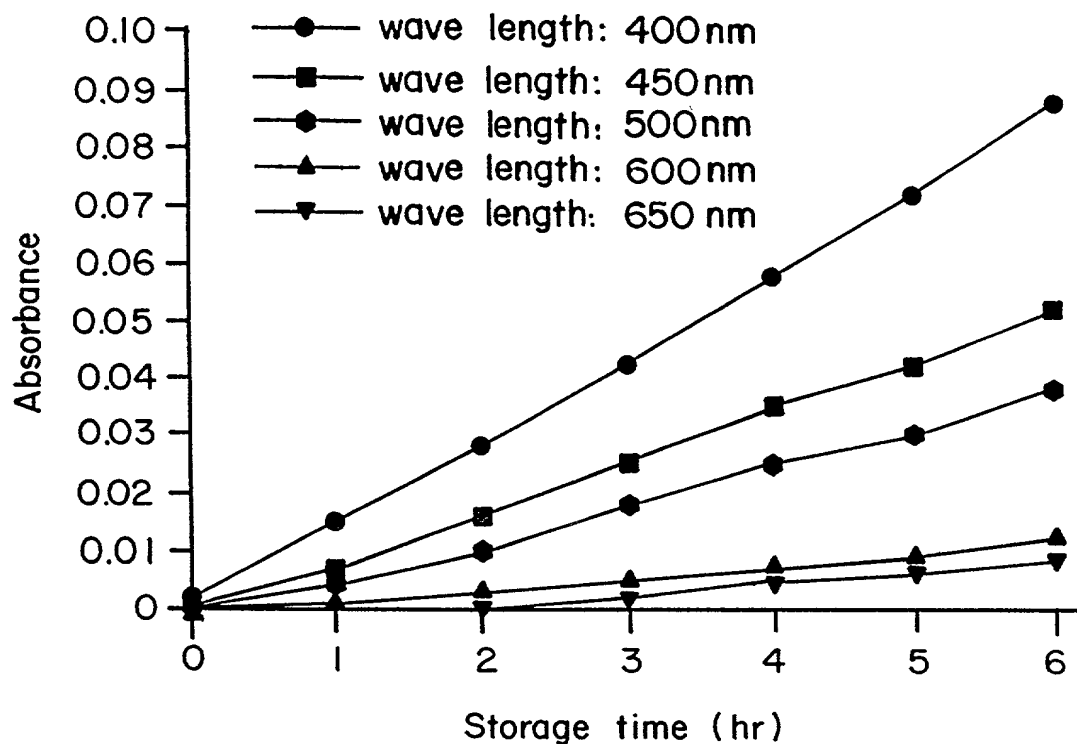 wave length: 400nm
wave length: 450nm
wave length: 500nm
wave length: 600nm
wave length: 650 nm
Absorbance
0.10
0.09
0.08
0.07
0.06
0.05
0.04
0.03
0.02
0.01
0
0 1 2 3 4 5 6
Storage time (hr)